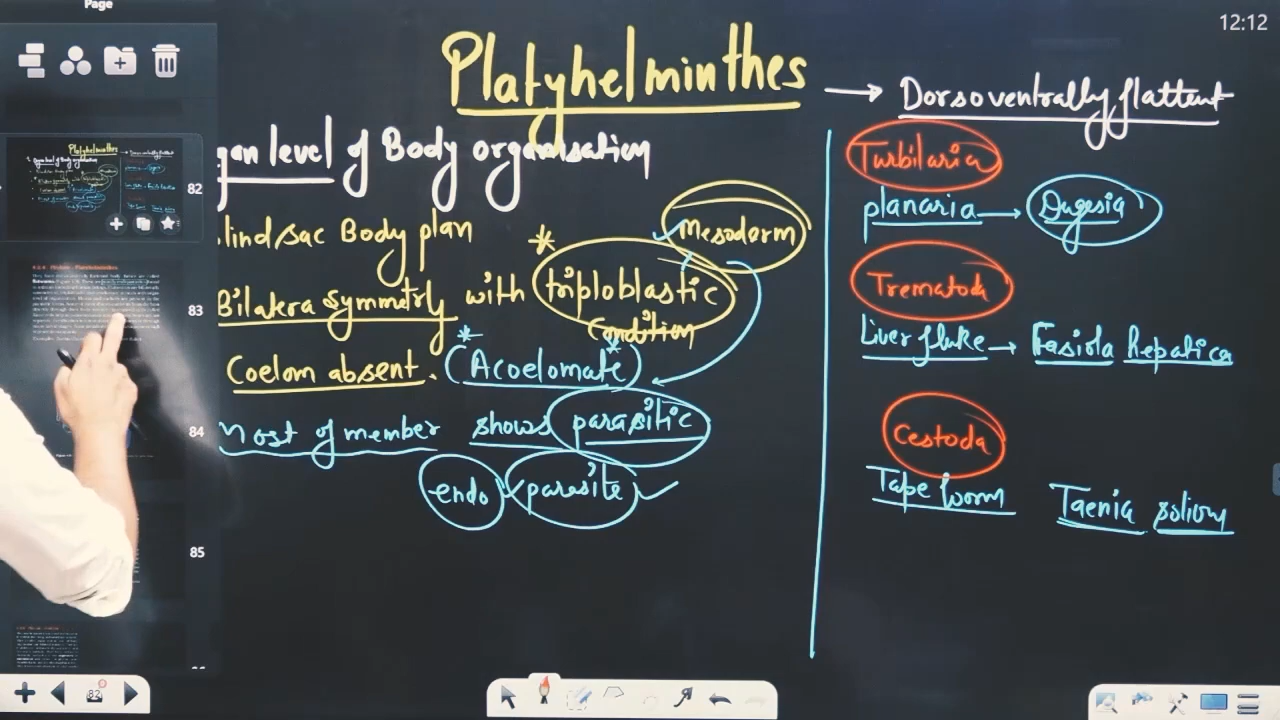 Page
12:12
Platyhelminthes → Dorsoventrally flattent
gan level of Body organisation
lind sac Body plan
Mesoderm
Bilatera symmetrly with triploblastic
condition
Coelom absent. (Acoelomate)
Most of member shows parasitic
endo parasite
Turbilaria
planaria → Dugesia
Trematoda
Liver fluke → Fasiola hepatica
Cestoda
Tape worm Taenia solium
82
83
84
85
82